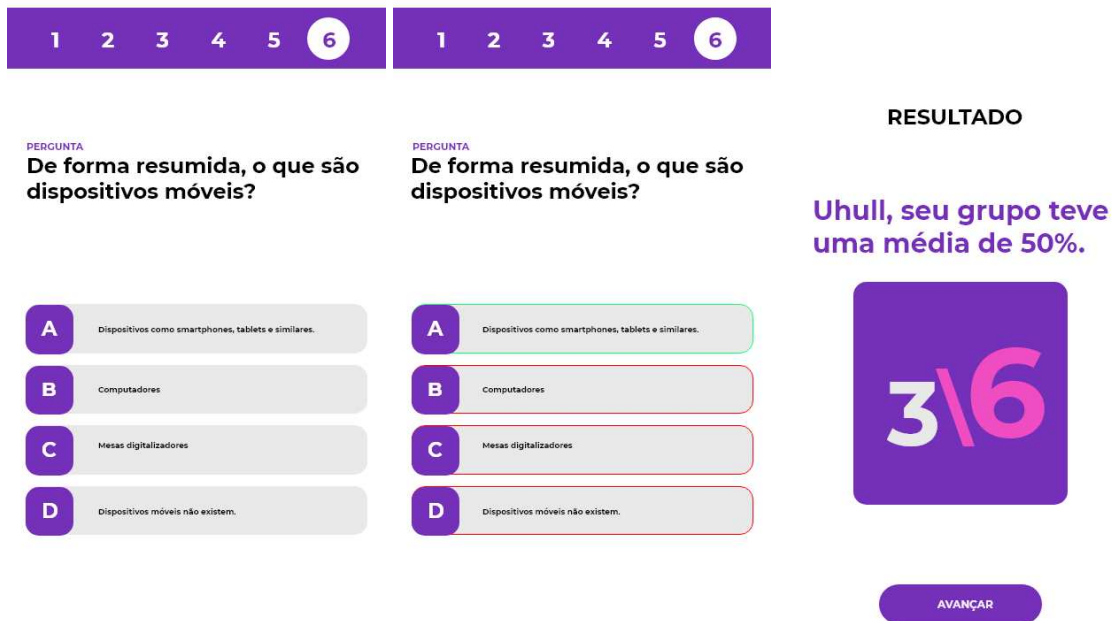 1 2 3 4 5 6
PERGUNTA
De forma resumida, o que são
dispositivos móveis?
A Dispositivos como smartphones, tablets e similares.
B Computadores
C Mesas digitalizadores
D Dispositivos móveis não existem.
1 2 3 4 5 6
PERGUNTA
De forma resumida, o que são
dispositivos móveis?
A Dispositivos como smartphones, tablets e similares.
B Computadores
C Mesas digitalizadores
D Dispositivos móveis não existem.
RESULTADO
Uhull, seu grupo teve
uma média de 50%.
3\6
AVANÇAR